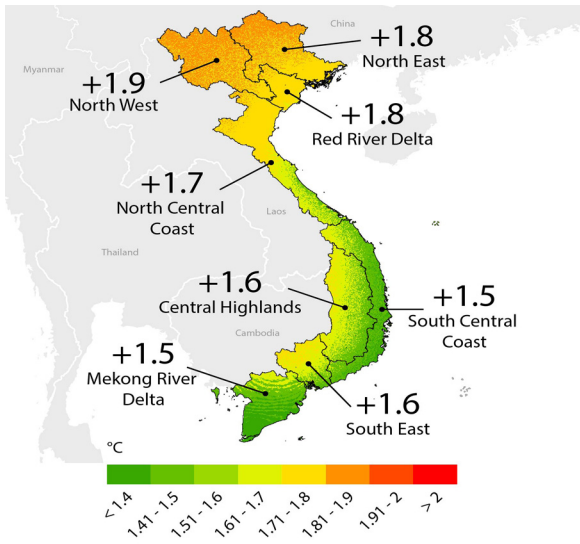 China
+1.8
North East
Myanmar
+1.9
North West
+1.8
Red River Delta
+1.7
North Central
Coast
Laos
Thailand
+1.6
Central Highlands
+1.5
South Central
Coast
Cambodia
+1.5
Mekong River
Delta
+1.6
South East
°C
< 1.4
1.41 - 1.5
1.51 - 1.6
1.61 - 1.7
1.71 - 1.8
1.81 - 1.9
1.91 - 2
> 2